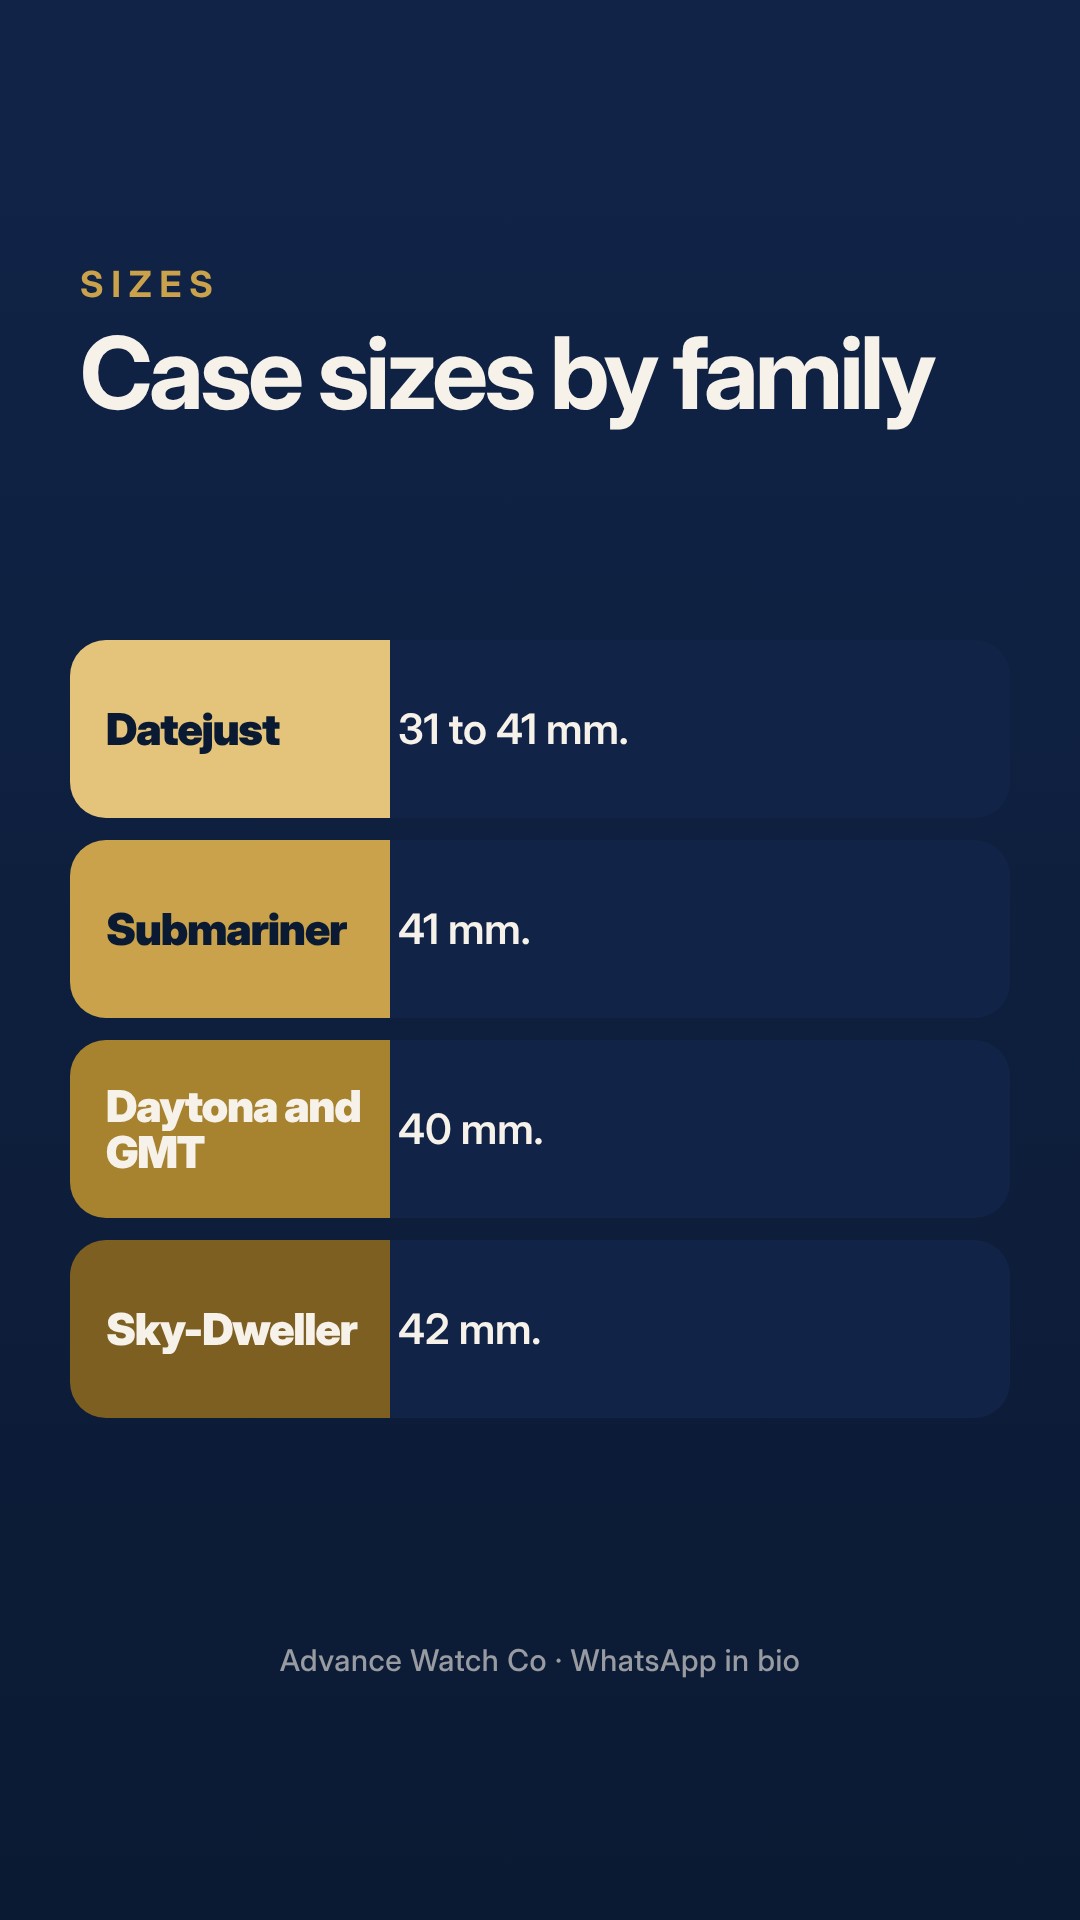 SIZES
Case sizes by family
Datejust
31 to 41 mm.
Submariner
41 mm.
Daytona and
GMT
40 mm.
Sky-Dweller
42 mm.
Advance Watch Co · WhatsApp in bio